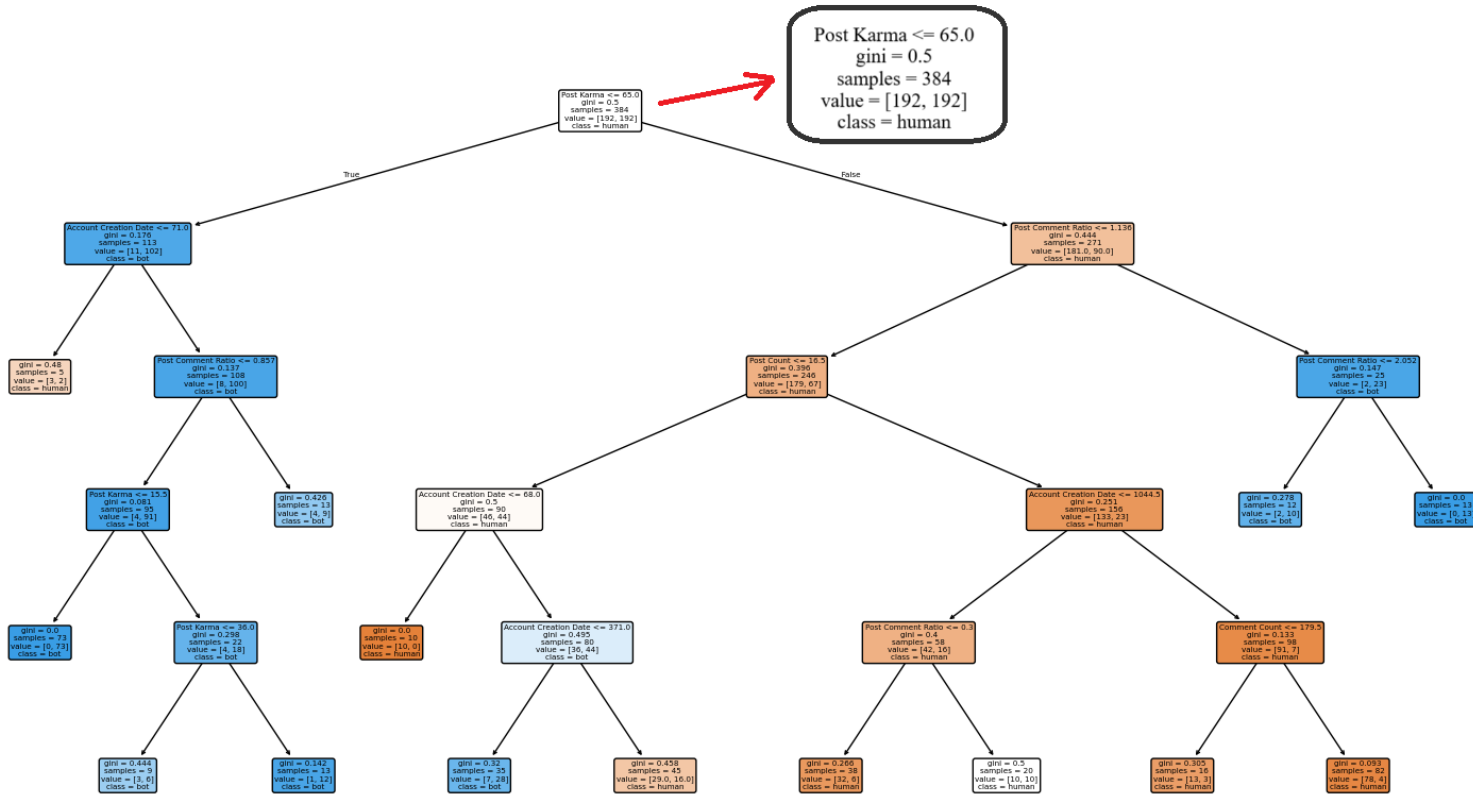 Post Karma <= 65.0
gini = 0.5
samples = 384
value = [192, 192]
class = human
Post Karma <= 65.0
gini = 0.5
samples = 384
value = [192, 192]
class = human
True
False
Account Creation Date <= 71.0
gini = 0.176
samples = 113
value = [11, 102]
class = bot
Post Comment Ratio <= 1.136
gini = 0.444
samples = 271
value = [181.0, 90.0]
class = human
gini = 0.48
samples = 5
value = [3, 2]
class = human
Post Comment Ratio <= 0.857
gini = 0.137
samples = 108
value = [8, 100]
class = bot
Post Count <= 16.5
gini = 0.396
samples = 246
value = [179, 67]
class = human
Post Comment Ratio <= 2.052
gini = 0.147
samples = 25
value = [2, 23]
class = bot
Post Karma <= 15.5
gini = 0.081
samples = 95
value = [4, 91]
class = bot
gini = 0.426
samples = 13
value = [4, 9]
class = bot
Account Creation Date <= 68.0
gini = 0.5
samples = 90
value = [46, 44]
class = human
Account Creation Date <= 1044.5
gini = 0.251
samples = 156
value = [133, 23]
class = human
gini = 0.278
samples = 12
value = [2, 10]
class = bot
gini = 0.0
samples = 13
value = [0, 13]
class = bot
gini = 0.0
samples = 73
value = [0, 73]
class = bot
Post Karma <= 36.0
gini = 0.298
samples = 22
value = [4, 18]
class = bot
gini = 0.0
samples = 10
value = [10, 0]
class = human
Account Creation Date <= 371.0
gini = 0.495
samples = 80
value = [36, 44]
class = bot
Post Comment Ratio <= 0.3
gini = 0.4
samples = 58
value = [42, 16]
class = human
Comment Count <= 179.5
gini = 0.133
samples = 98
value = [91, 7]
class = human
gini = 0.444
samples = 9
value = [3, 6]
class = bot
gini = 0.142
samples = 13
value = [1, 12]
class = bot
gini = 0.32
samples = 35
value = [7, 28]
class = bot
gini = 0.458
samples = 45
value = [29.0, 16.0]
class = human
gini = 0.266
samples = 38
value = [32, 6]
class = human
gini = 0.5
samples = 20
value = [10, 10]
class = human
gini = 0.305
samples = 16
value = [13, 3]
class = human
gini = 0.093
samples = 82
value = [78, 4]
class = human